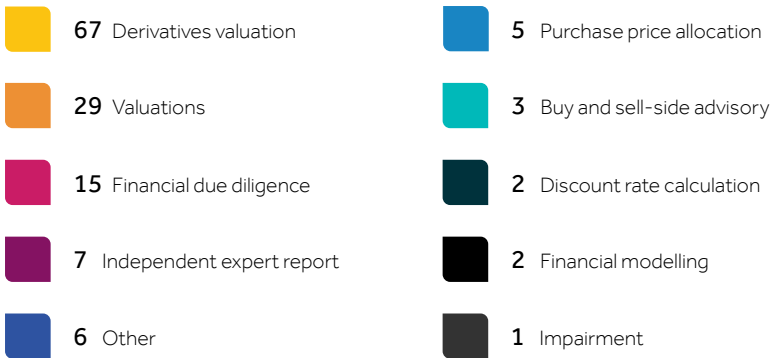 67 Derivatives valuation
29 Valuations
15 Financial due diligence
7 Independent expert report
6 Other
5 Purchase price allocation
3 Buy and sell-side advisory
2 Discount rate calculation
2 Financial modelling
1 Impairment